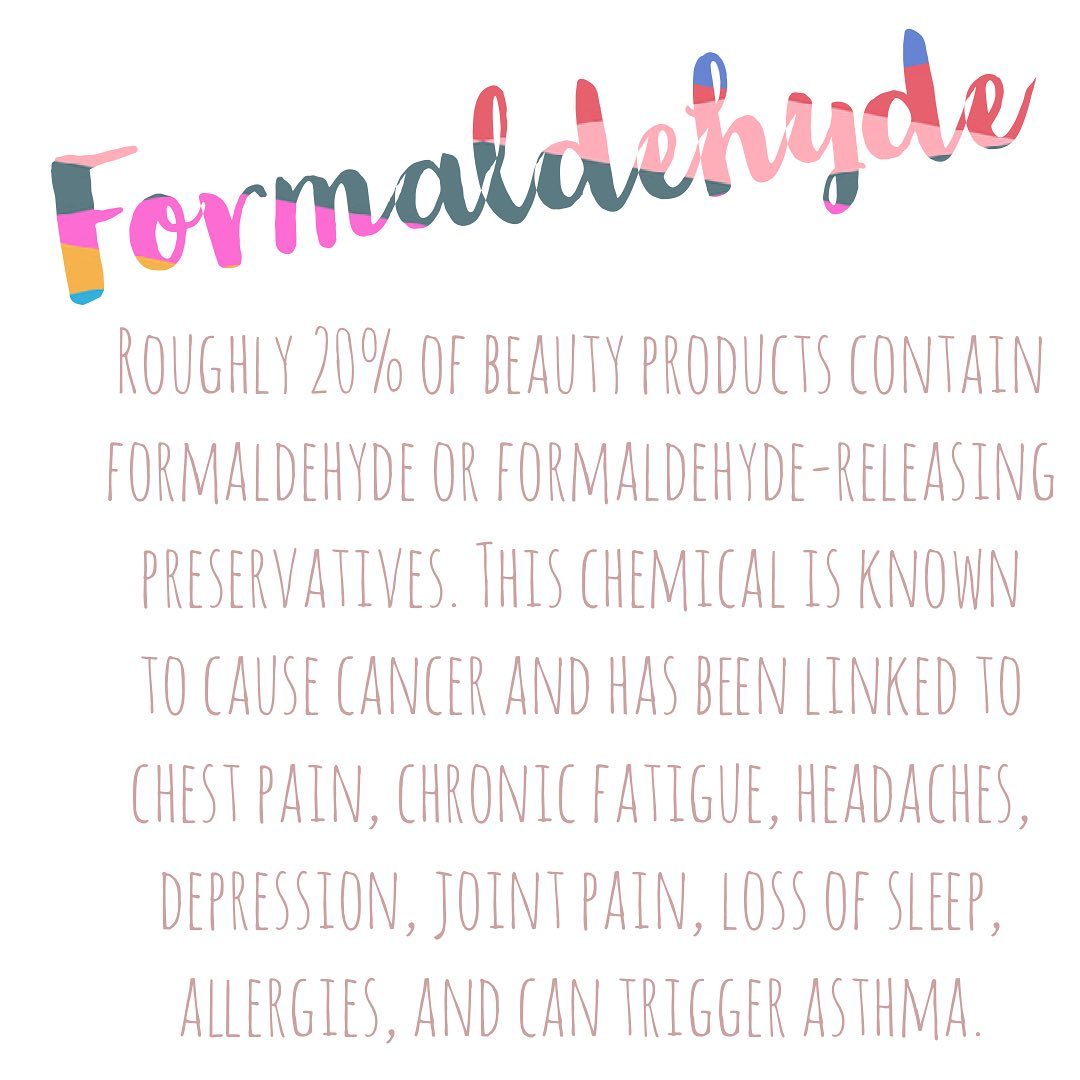 Formaldehyde
Roughly 20% of beauty products contain
formaldehyde or formaldehyde-releasing
preservatives. This chemical is known
to cause cancer and has been linked to
chest pain, chronic fatigue, headaches,
depression, joint pain, loss of sleep,
allergies, and can trigger asthma.